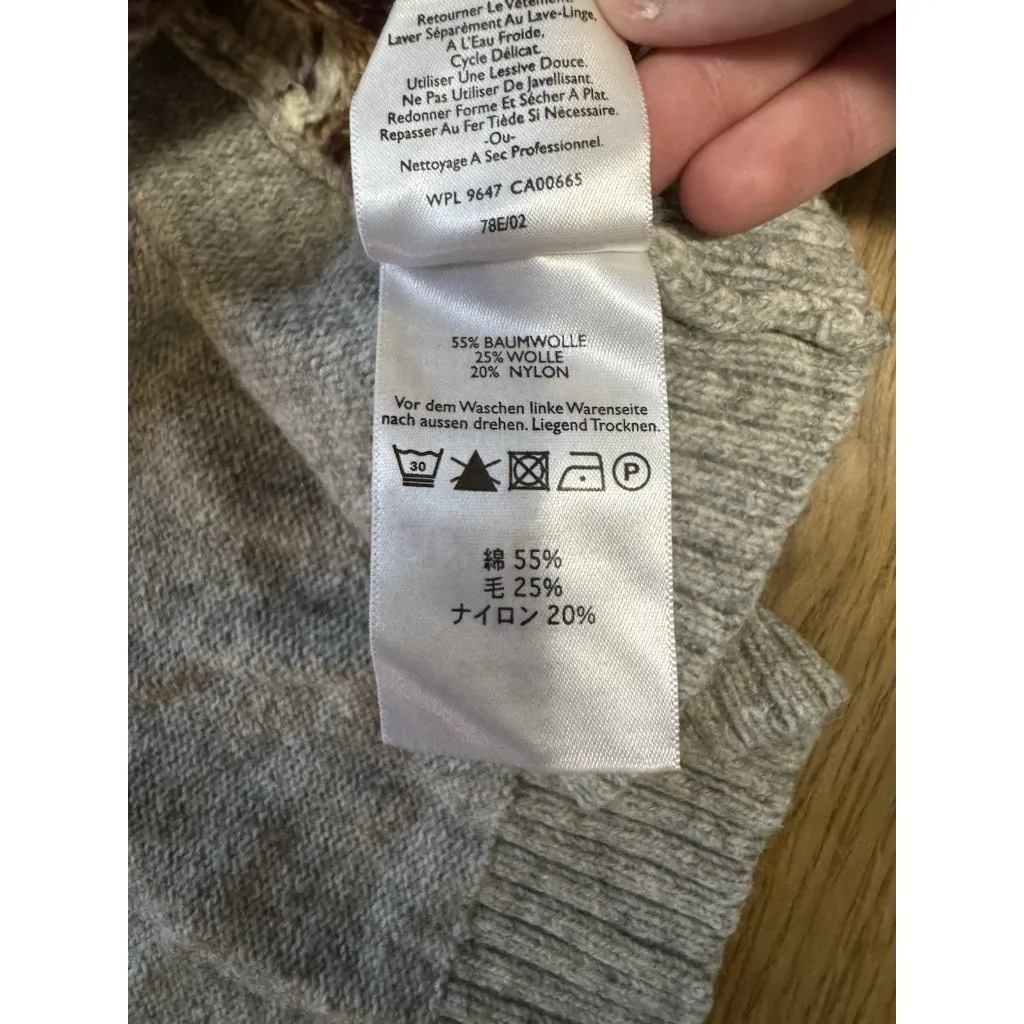 Retourner Le Vêtement.
Laver Séparément Au Lave-Linge,
A L'Eau Froide,
Cycle Délicat.
Utiliser Une Lessive Douce.
Ne Pas Utiliser De Javellisant.
Redonner Forme Et Sécher A Plat.
Repasser Au Fer Tiède Si Nécessaire.
-Ou-
Nettoyage A Sec Professionnel.
WPL 9647 CA00665
78E/02
55% BAUMWOLLE
25% WOLLE
20% NYLON
Vor dem Waschen linke Warenseite
nach aussen drehen. Liegend Trocknen.
30 P
綿 55%
毛 25%
ナイロン 20%